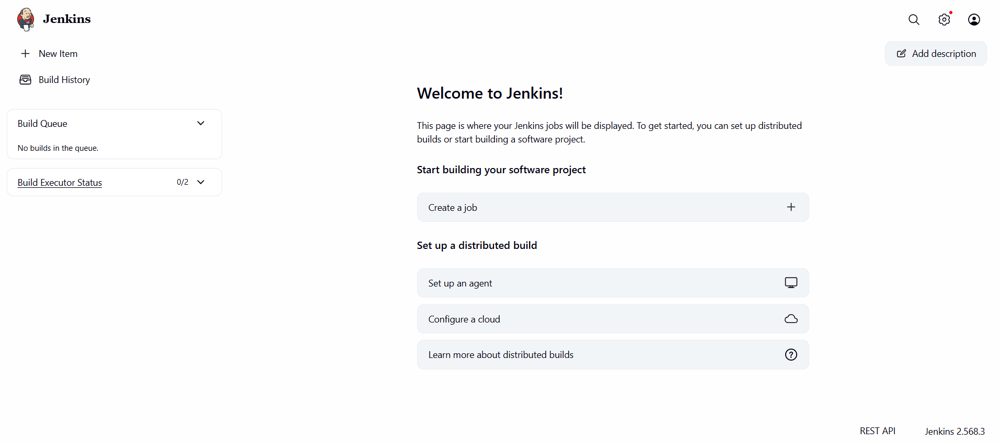 Jenkins
New Item
Add description
Build History
Build Queue
No builds in the queue.
Build Executor Status
0/2
Welcome to Jenkins!
This page is where your Jenkins jobs will be displayed. To get started, you can set up distributed
builds or start building a software project.
Start building your software project
Create a job
Set up a distributed build
Set up an agent
Configure a cloud
Learn more about distributed builds
REST API
Jenkins 2.568.3